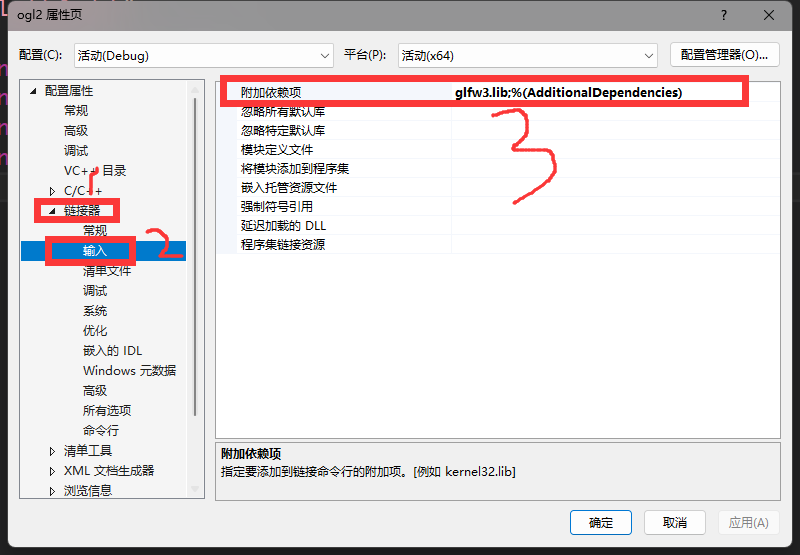 ogl2 属性页
?
配置(C):
活动(Debug)
平台(P):
活动(x64)
配置管理器(O)...
配置属性
常规
高级
调试
VC++ 目录
C/C++
链接器
常规
输入
清单文件
调试
系统
优化
嵌入的 IDL
Windows 元数据
高级
所有选项
命令行
清单工具
XML 文档生成器
浏览信息
1
2
附加依赖项
glfw3.lib;%(AdditionalDependencies)
忽略所有默认库
忽略特定默认库
模块定义文件
将模块添加到程序集
嵌入托管资源文件
强制符号引用
延迟加载的 DLL
程序集链接资源
3
附加依赖项
指定要添加到链接命令行的附加项。[例如 kernel32.lib]
确定
取消
应用(A)